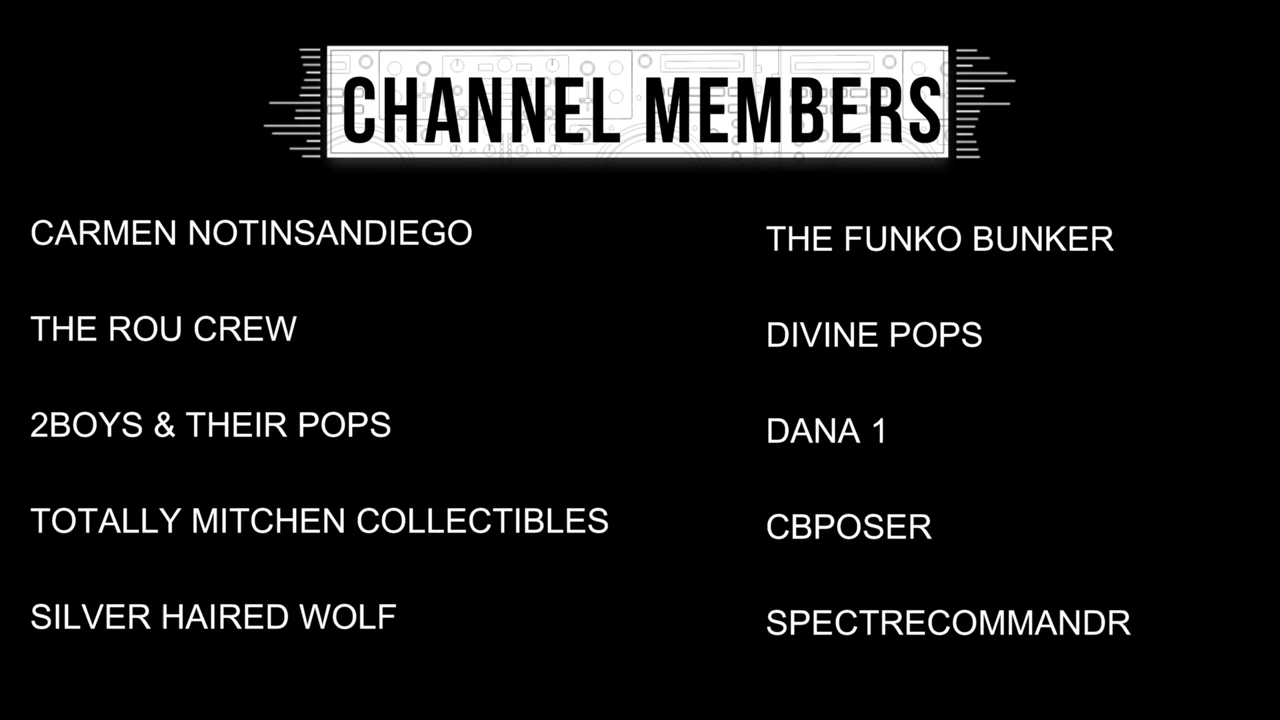 CHANNEL MEMBERS
CARMEN NOTINSANDIEGO
THE ROU CREW
2BOYS & THEIR POPS
TOTALLY MITCHEN COLLECTIBLES
SILVER HAIRED WOLF
THE FUNKO BUNKER
DIVINE POPS
DANA 1
CBPOSER
SPECTRECOMMANDR